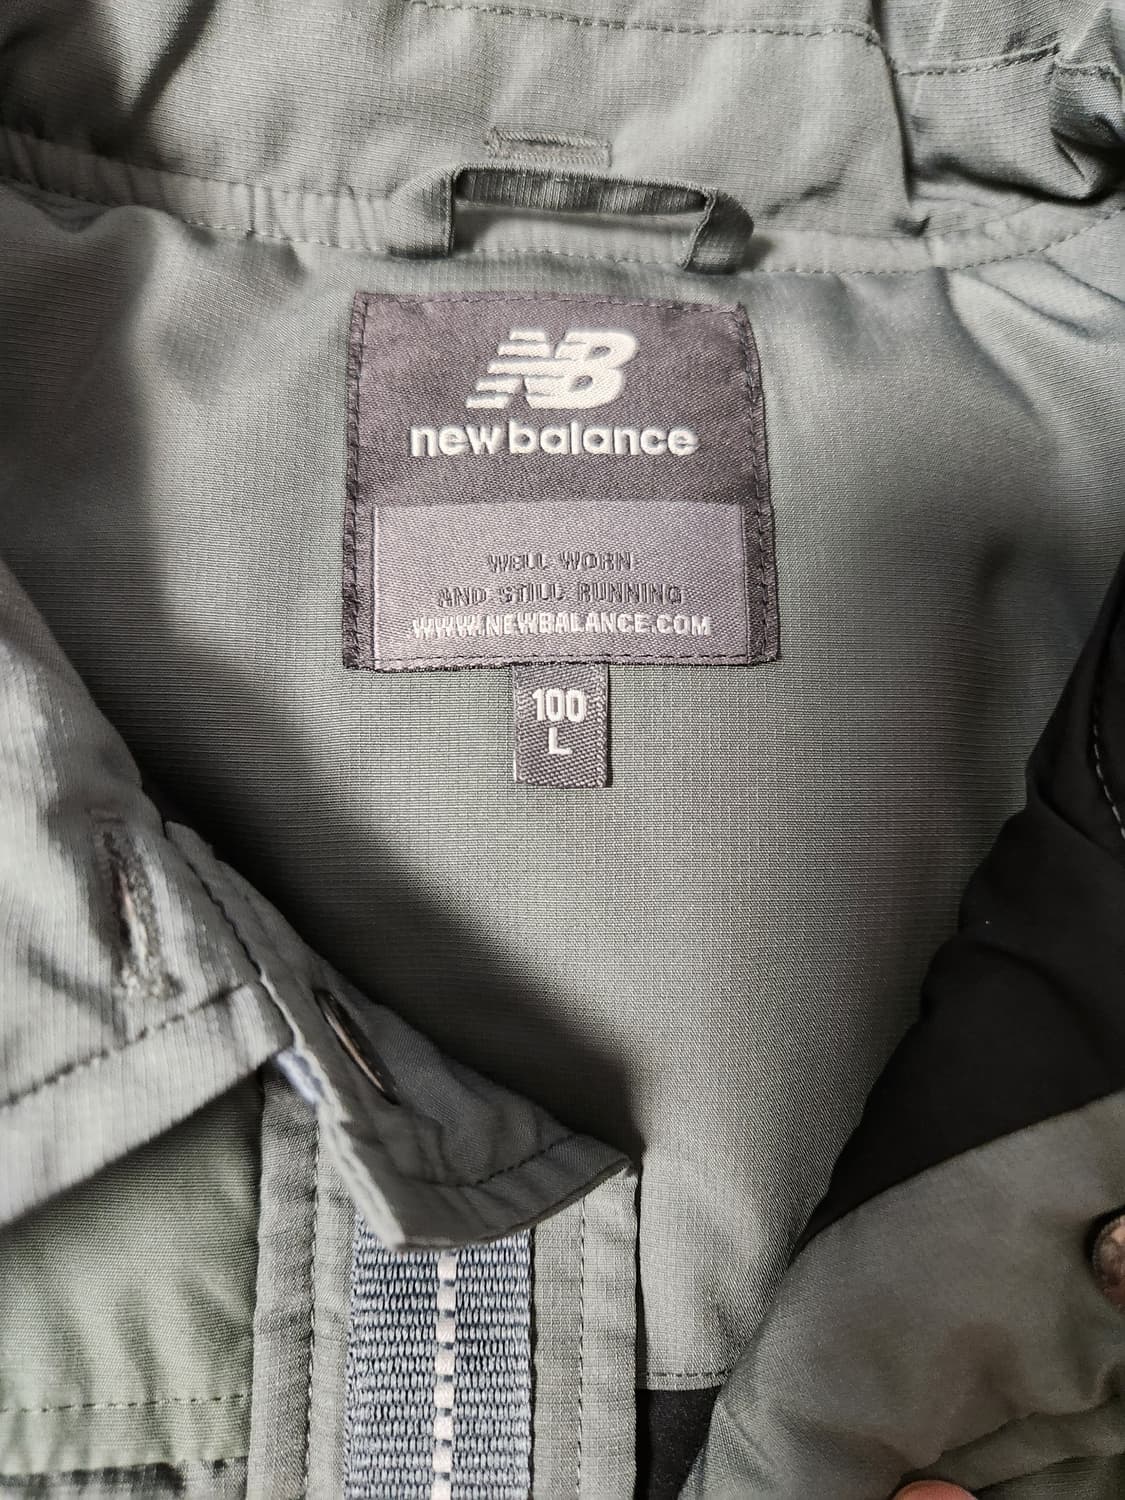 NB
new balance
WELL WORN
AND STILL RUNNING
WWW.NEWBALANCE.COM
100
L